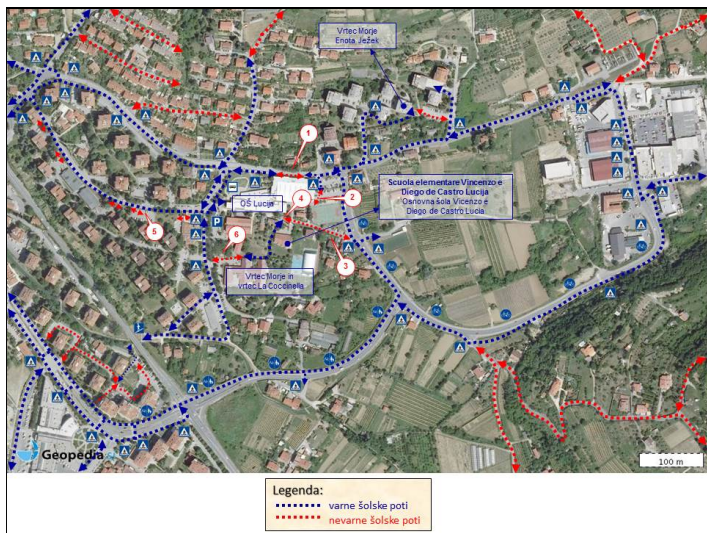 Vrtec Morje
Enota Ježek
1
Scuola elementare Vincenzo e
Diego de Castro Lucija
Osnovna šola Vicenzo e
Diego de Castro Lucia
OŠ Lucija
4
2
P
5
6
3
Vrtec Morje in
vrtec La Coccinella
Geopedia
100 m
Legenda:
varne šolske poti
nevarne šolske poti